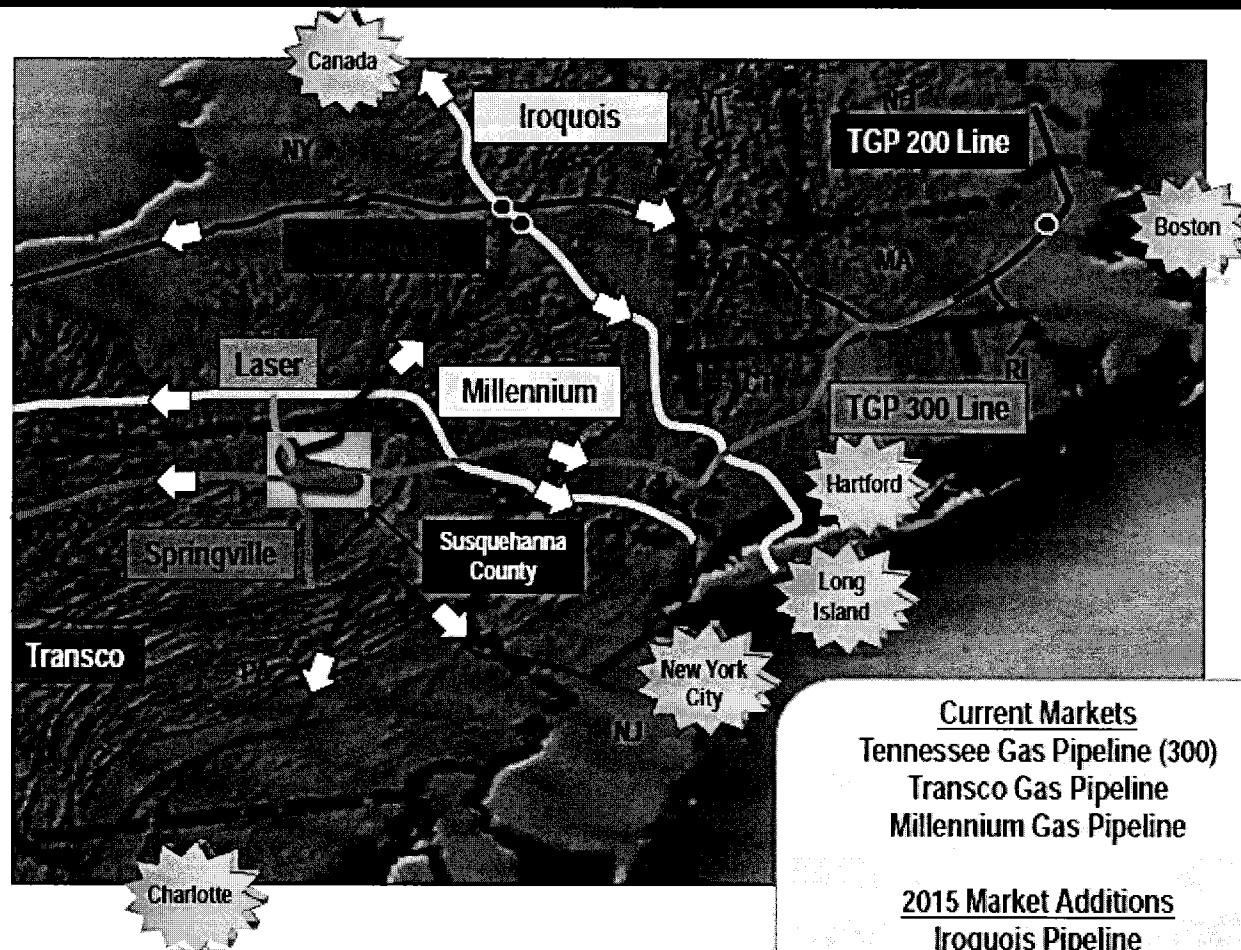 Canada
Iroquois
NY
NH
TGP 200 Line
Boston
MA
Laser
Millennium
CT
RI
TGP 300 Line
Hartford
Springville
Susquehanna
County
Long
Island
Transco
PA
New York
City
NJ
Charlotte
Current Markets
Tennessee Gas Pipeline (300)
Transco Gas Pipeline
Millennium Gas Pipeline
2015 Market Additions
Iroquois Pipeline